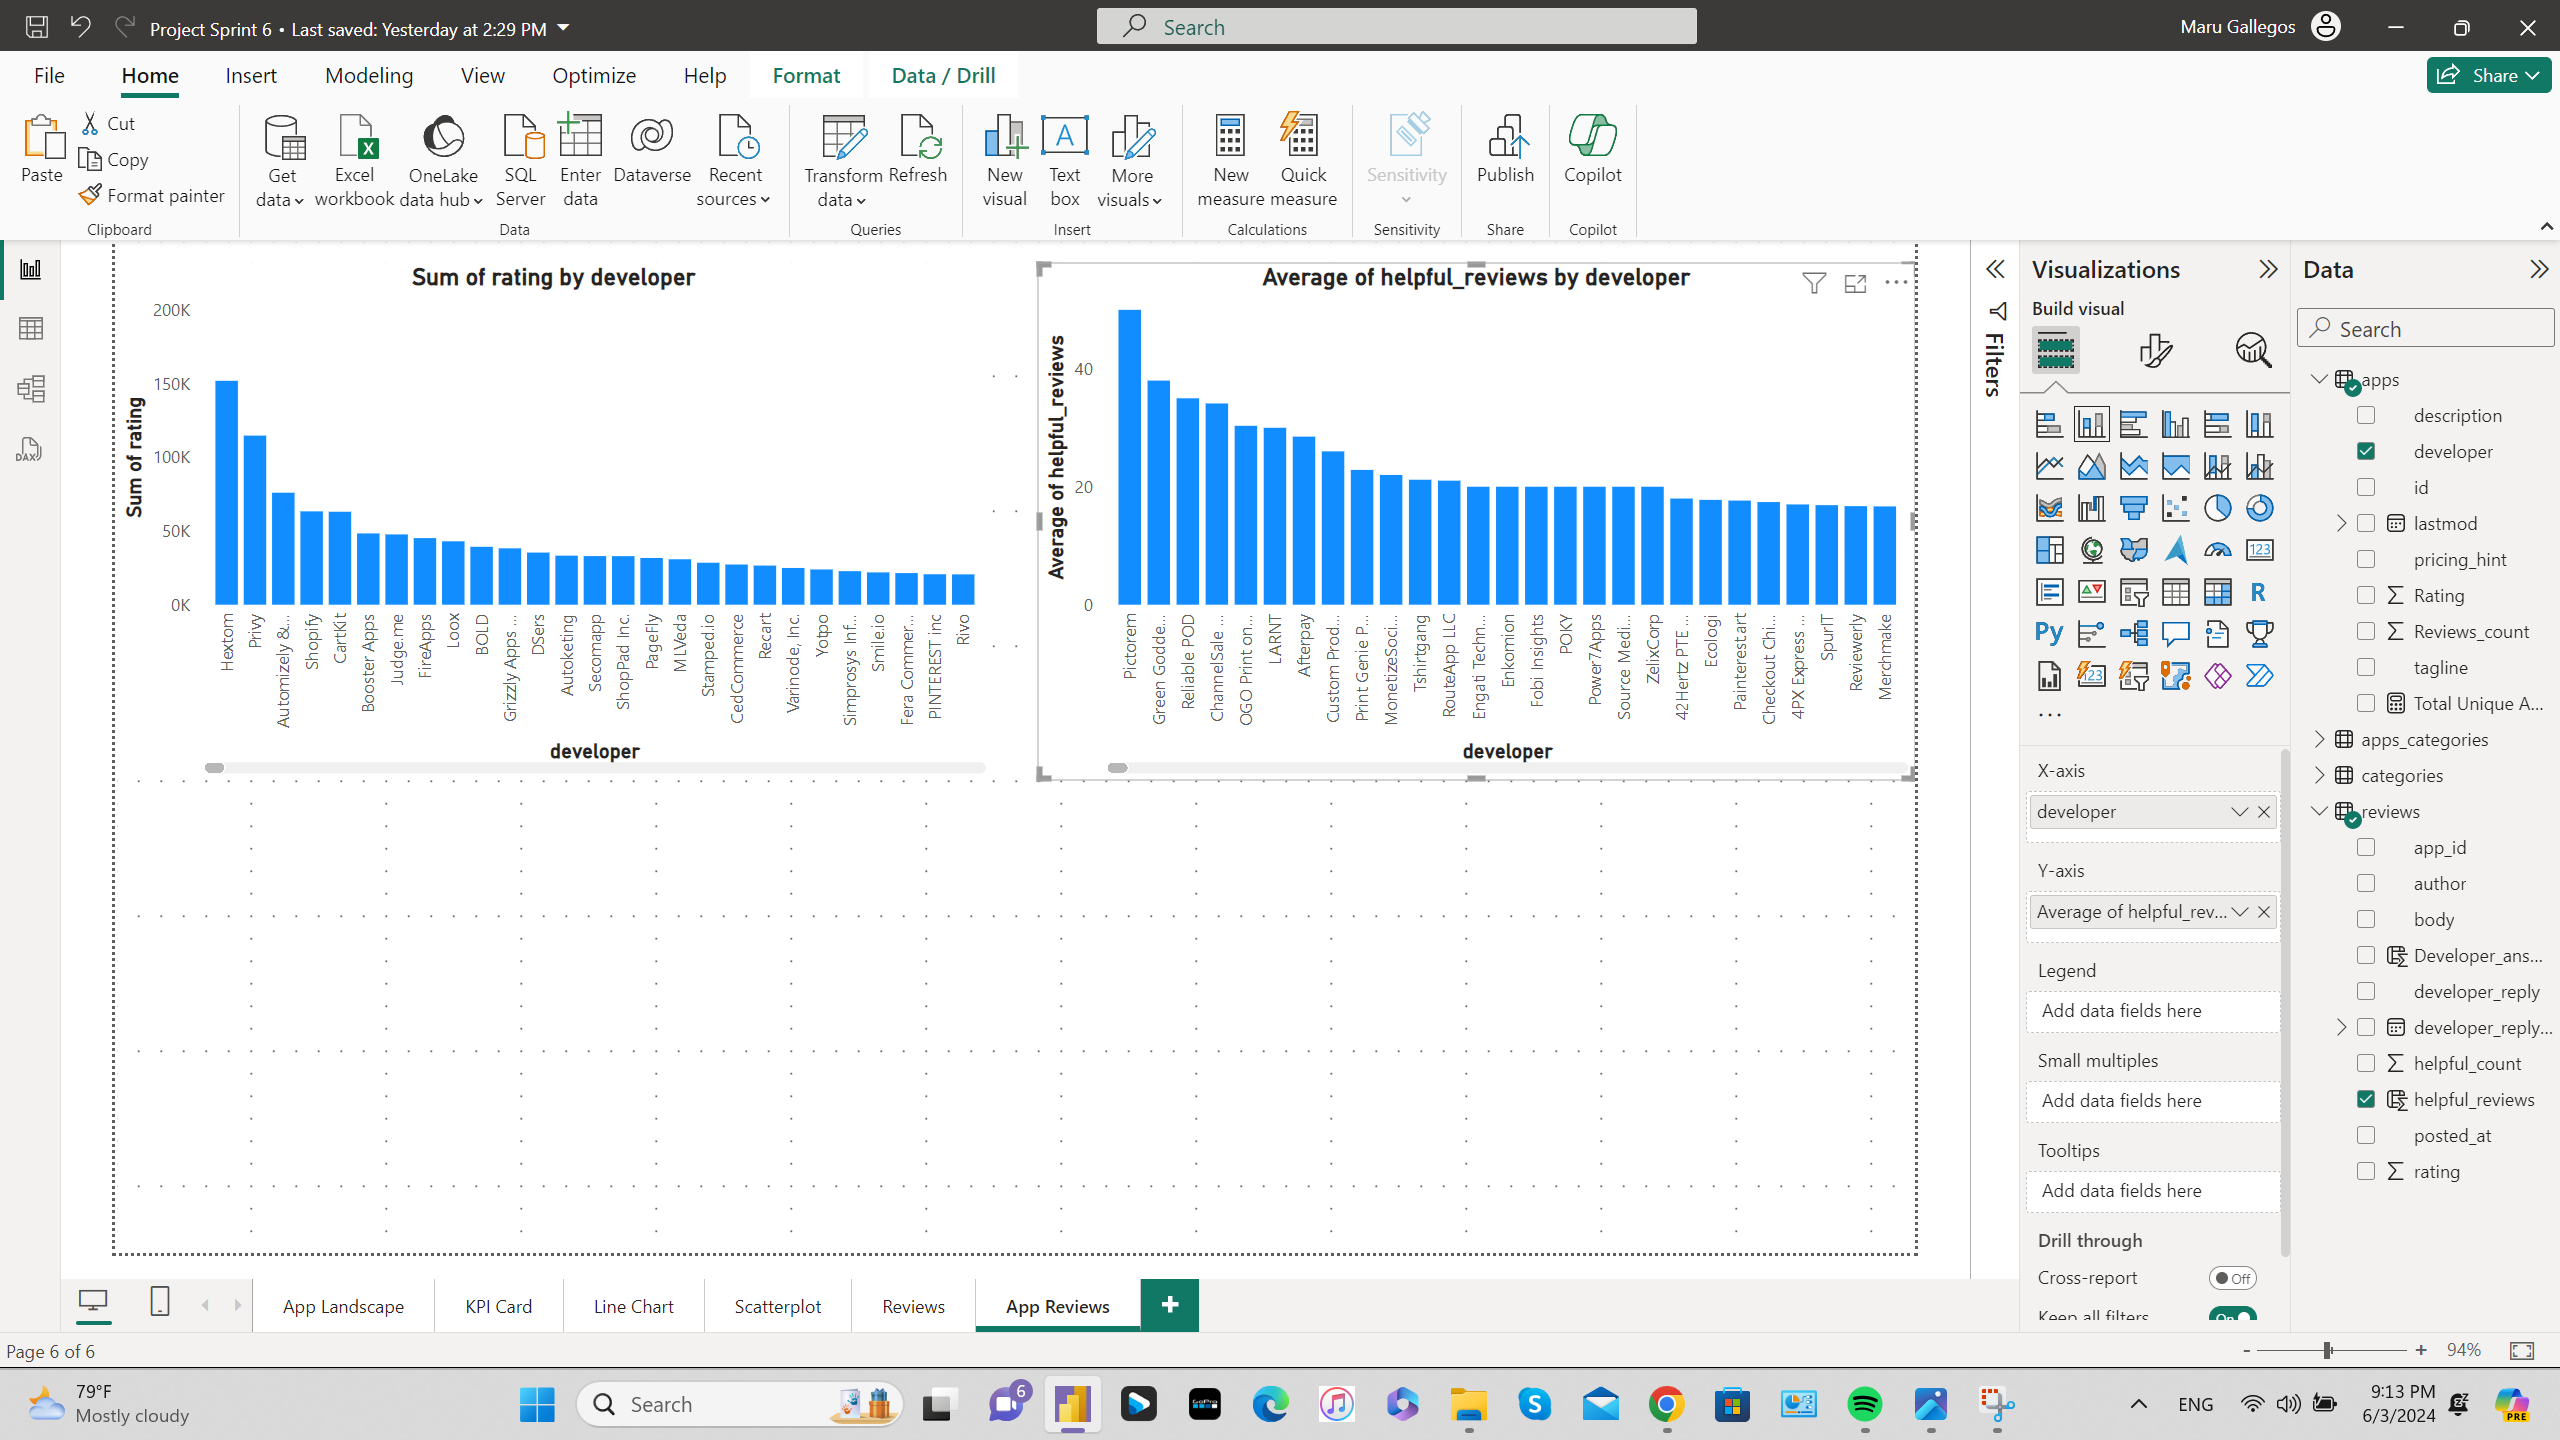 Project Sprint 6 • Last saved: Yesterday at 2:29 PM
Search
Maru Gallegos
File
Home
Insert
Modeling
View
Optimize
Help
Format
Data / Drill
Share
Paste
Cut
Copy
Format painter
Clipboard
Get data
Excel workbook
OneLake data hub
SQL Server
Enter data
Dataverse
Recent sources
Data
Transform data
Refresh
Queries
New visual
Text box
More visuals
Insert
New measure
Quick measure
Calculations
Sensitivity
Sensitivity
Publish
Share
Copilot
Copilot
Sum of rating by developer
Sum of rating
200K
150K
100K
50K
0K
Hextom
Privy
Automizely &...
Shopify
CartKit
Booster Apps
Judge.me
FireApps
Loox
BOLD
Grizzly Apps ...
DSers
Autoketing
Secomapp
ShopPad Inc.
PageFly
MLVeda
Stamped.io
CedCommerce
Recart
Varinode, Inc.
Yotpo
Simprosys Inf...
Smile.io
Fera Commer...
PINTEREST inc
Rivo
developer
Average of helpful_reviews by developer
Average of helpful_reviews
40
20
0
Pictorem
Green Godde...
Reliable POD
ChannelSale ...
OGO Print on...
LARNT
Afterpay
Custom Prod...
Print Genie P...
MonetizeSoci...
Tshirtgang
RouteApp LLC
Engati Techn...
Enkomion
Fobi Insights
POKY
Power7Apps
Source Medi...
ZelixCorp
42Hertz PTE ...
Ecologi
Painterest.art
Checkout Chi...
4PX Express ...
SpurIT
Reviewerly
Merchmake
developer
Filters
Visualizations
Build visual
123
R
Py
123
X-axis
developer
Y-axis
Average of helpful_rev...
Legend
Add data fields here
Small multiples
Add data fields here
Tooltips
Add data fields here
Drill through
Cross-report
Off
Keep all filters
On
Data
Search
apps
description
developer
id
lastmod
pricing_hint
Rating
Reviews_count
tagline
Total Unique A...
apps_categories
categories
reviews
app_id
author
body
Developer_ans...
developer_reply
developer_reply...
helpful_count
helpful_reviews
posted_at
rating
DAX
App Landscape
KPI Card
Line Chart
Scatterplot
Reviews
App Reviews
+
Page 6 of 6
- + 94%
79°F
Mostly cloudy
Search
6
GoPro
ENG
9:13 PM
6/3/2024
PRE